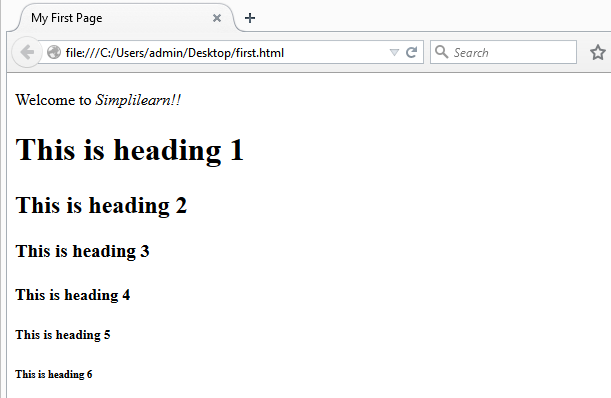 My First Page
file:///C:/Users/admin/Desktop/first.html
Search
Welcome to Simplilearn!!
This is heading 1
This is heading 2
This is heading 3
This is heading 4
This is heading 5
This is heading 6